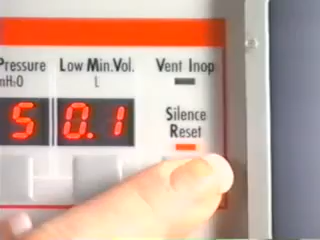 Pressure Low Min.Vol. Vent Inop
mH2O L
5 0.1
Silence
Reset